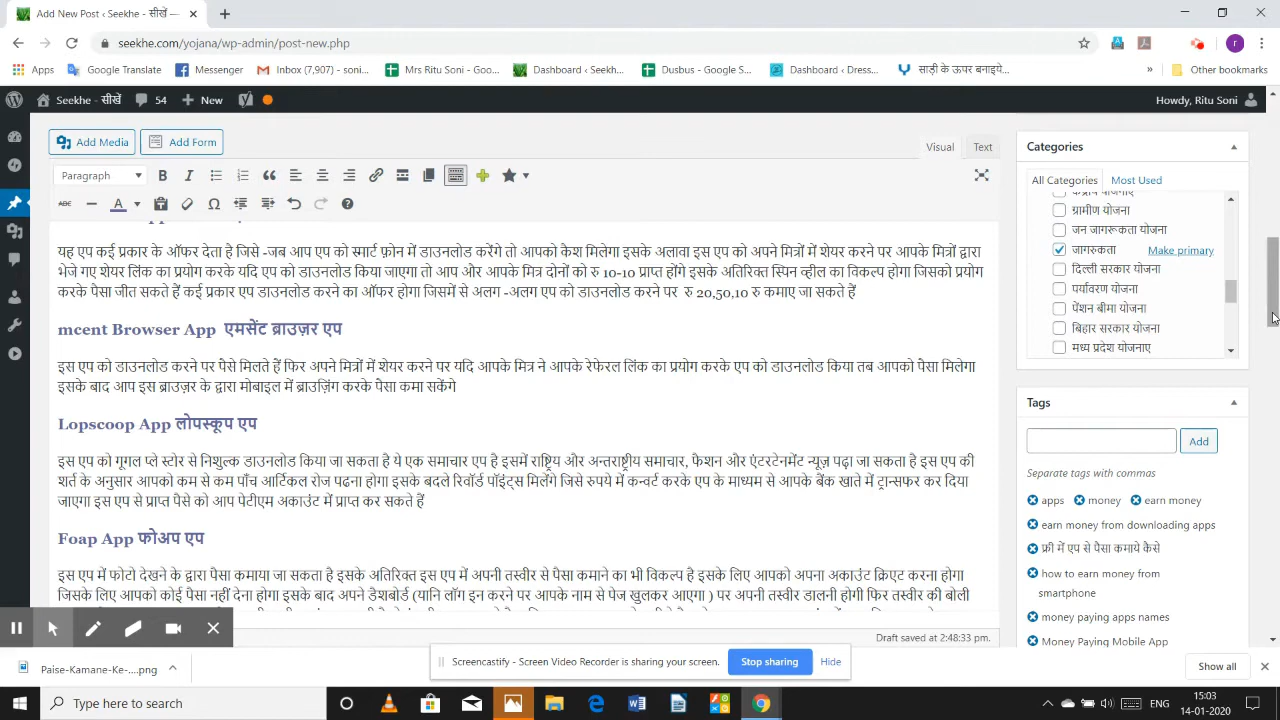 Add New Post ‹ Seekhe - सीखें —
seekhe.com/yojana/wp-admin/post-new.php
Apps
Google Translate
Messenger
Inbox (7,907) - soni...
Mrs Ritu Soni - Goo...
Dashboard ‹ Seekh...
Dusbus - Google S...
Dashboard ‹ Dress...
साड़ी के ऊपर बनाइये...
»
Other bookmarks
Seekhe - सीखें
54
New
Howdy, Ritu Soni
Add Media
Add Form
Visual
Text
Paragraph
यह एप कई प्रकार के ऑफर देता है जिसे -जब आप एप को स्मार्ट फ़ोन में डाउनलोड करेंगे तो आपको कैश मिलेगा इसके अलावा इस एप को अपने मित्रों में शेयर करने पर आपके मित्रों द्वारा
भेजे गए शेयर लिंक का प्रयोग करके यदि एप को डाउनलोड किया जाएगा तो आप और आपके मित्र दोनों को रु 10-10 प्राप्त होंगे इसके अतिरिक्त स्पिन व्हील का विकल्प होगा जिसको प्रयोग
करके पैसा जीत सकते हैं कई प्रकार एप डाउनलोड करने का ऑफर होगा जिसमें से अलग -अलग एप को डाउनलोड करने पर रु 20,50,10 रु कमाए जा सकते हैं
mcent Browser App एमसेंट ब्राउज़र एप
इस एप को डाउनलोड करने पर पैसे मिलते हैं फिर अपने मित्रों में शेयर करने पर यदि आपके मित्र ने आपके रेफेरल लिंक का प्रयोग करके एप को डाउनलोड किया तब आपको पैसा मिलेगा
इसके बाद आप इस ब्राउज़र के द्वारा मोबाइल में ब्राउज़िंग करके पैसा कमा सकेंगे
Lopscoop App लोपस्कूप एप
इस एप को गूगल प्ले स्टोर से निशुल्क डाउनलोड किया जा सकता है ये एक समाचार एप है इसमें राष्ट्रिय और अन्तराष्ट्रीय समाचार, फैशन और एंटरटेनमेंट न्यूज़ पढ़ा जा सकता है इस एप की
शर्त के अनुसार आपको कम से कम पाँच आर्टिकल रोज पढना होगा इसके बदले रिवॉर्ड पॉइंट्स मिलेंगे जिसे रुपये में कन्वर्ट करके एप के माध्यम से आपके बैंक खाते में ट्रान्सफर कर दिया
जाएगा इस एप से प्राप्त पैसे को आप पेटीएम अकाउंट में प्राप्त कर सकते हैं
Foap App फोअप एप
इस एप में फोटो देखने के द्वारा पैसा कमाया जा सकता है इसके अतिरिक्त इस एप में अपनी तस्वीर से पैसा कमाने का भी विकल्प है इसके लिए आपको अपना अकाउंट क्रिएट करना होगा
जिसके लिए आपको कोई पैसा नहीं देना होगा इसके बाद अपने डैशबोर्ड (यानि लॉग इन करने पर आपके नाम से पेज खुलकर आएगा ) पर अपनी तस्वीर डालनी होगी फिर तस्वीर की बोली
Draft saved at 2:48:33 pm.
Categories
All Categories
Most Used
केंद्रीय योजनाएं
ग्रामीण योजना
जन जागरूकता योजना
जागरुकता
Make primary
दिल्ली सरकार योजना
पर्यावरण योजना
पेंशन बीमा योजना
बिहार सरकार योजना
मध्य प्रदेश योजनाए
Tags
Add
Separate tags with commas
apps
money
earn money
earn money from downloading apps
फ्री में एप से पैसा कमाये कैसे
how to earn money from
smartphone
money paying apps names
Money Paying Mobile App
Screencastify - Screen Video Recorder is sharing your screen.
Stop sharing
Hide
Paise-Kamane-Ke-....png
Show all
Type here to search
ENG
15:03
14-01-2020